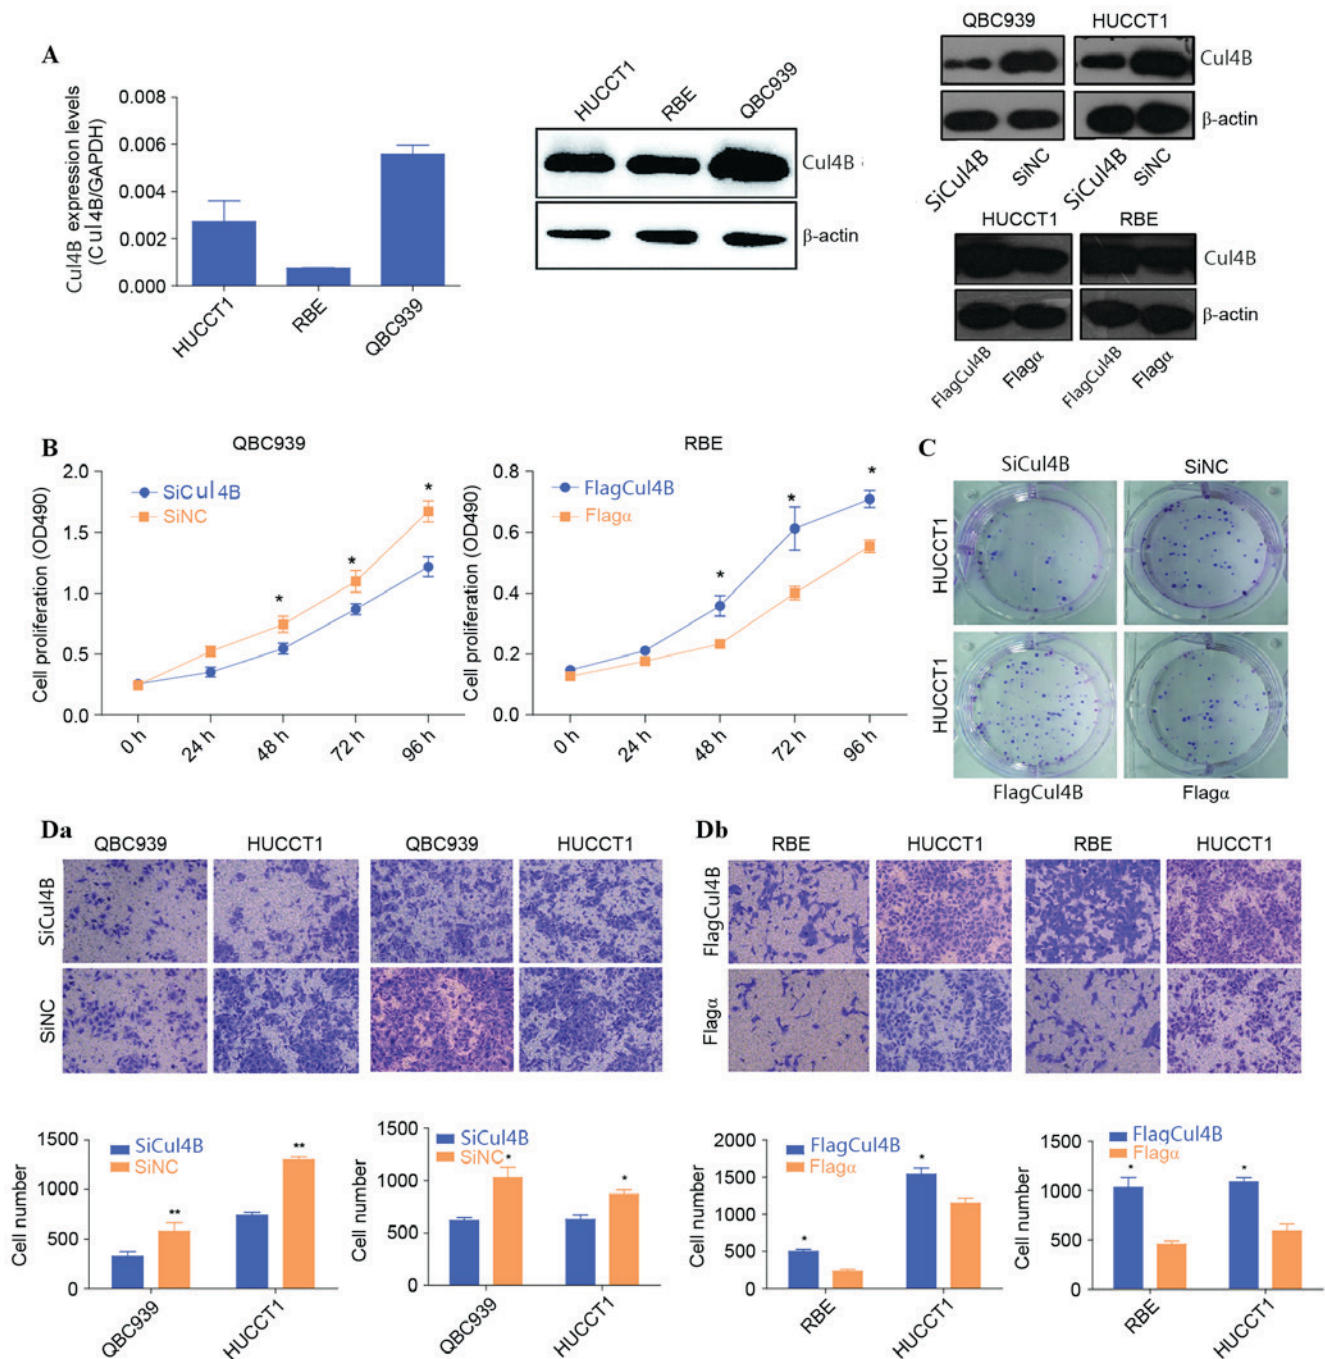 A
Cul4B expression levels
(Cul4B/GAPDH)
0.008
0.006
0.004
0.002
0.000
HUCCT1
RBE
QBC939
HUCCT1
RBE
QBC939
Cul4B
β-actin
QBC939
HUCCT1
Cul4B
β-actin
SiCul4B
SiNC
SiCul4B
SiNC
HUCCT1
RBE
Cul4B
β-actin
FlagCul4B
Flagα
FlagCul4B
Flagα
B
QBC939
Cell proliferation (OD490)
2.0
1.5
1.0
0.5
0.0
SiCul4B
SiNC
*
*
*
0 h
24 h
48 h
72 h
96 h
RBE
Cell proliferation (OD490)
0.8
0.6
0.4
0.2
0.0
FlagCul4B
Flagα
*
*
*
0 h
24 h
48 h
72 h
96 h
C
SiCul4B
SiNC
HUCCT1
HUCCT1
FlagCul4B
Flagα
Da
QBC939
HUCCT1
QBC939
HUCCT1
SiCul4B
SiNC
Db
RBE
HUCCT1
RBE
HUCCT1
FlagCul4B
Flagα
Cell number
1500
1000
500
0
SiCul4B
SiNC
**
**
QBC939
HUCCT1
Cell number
1500
1000
500
0
SiCul4B
SiNC
*
*
QBC939
HUCCT1
Cell number
2000
1500
1000
500
0
FlagCul4B
Flagα
*
*
RBE
HUCCT1
Cell number
1500
1000
500
0
FlagCul4B
Flagα
*
*
RBE
HUCCT1